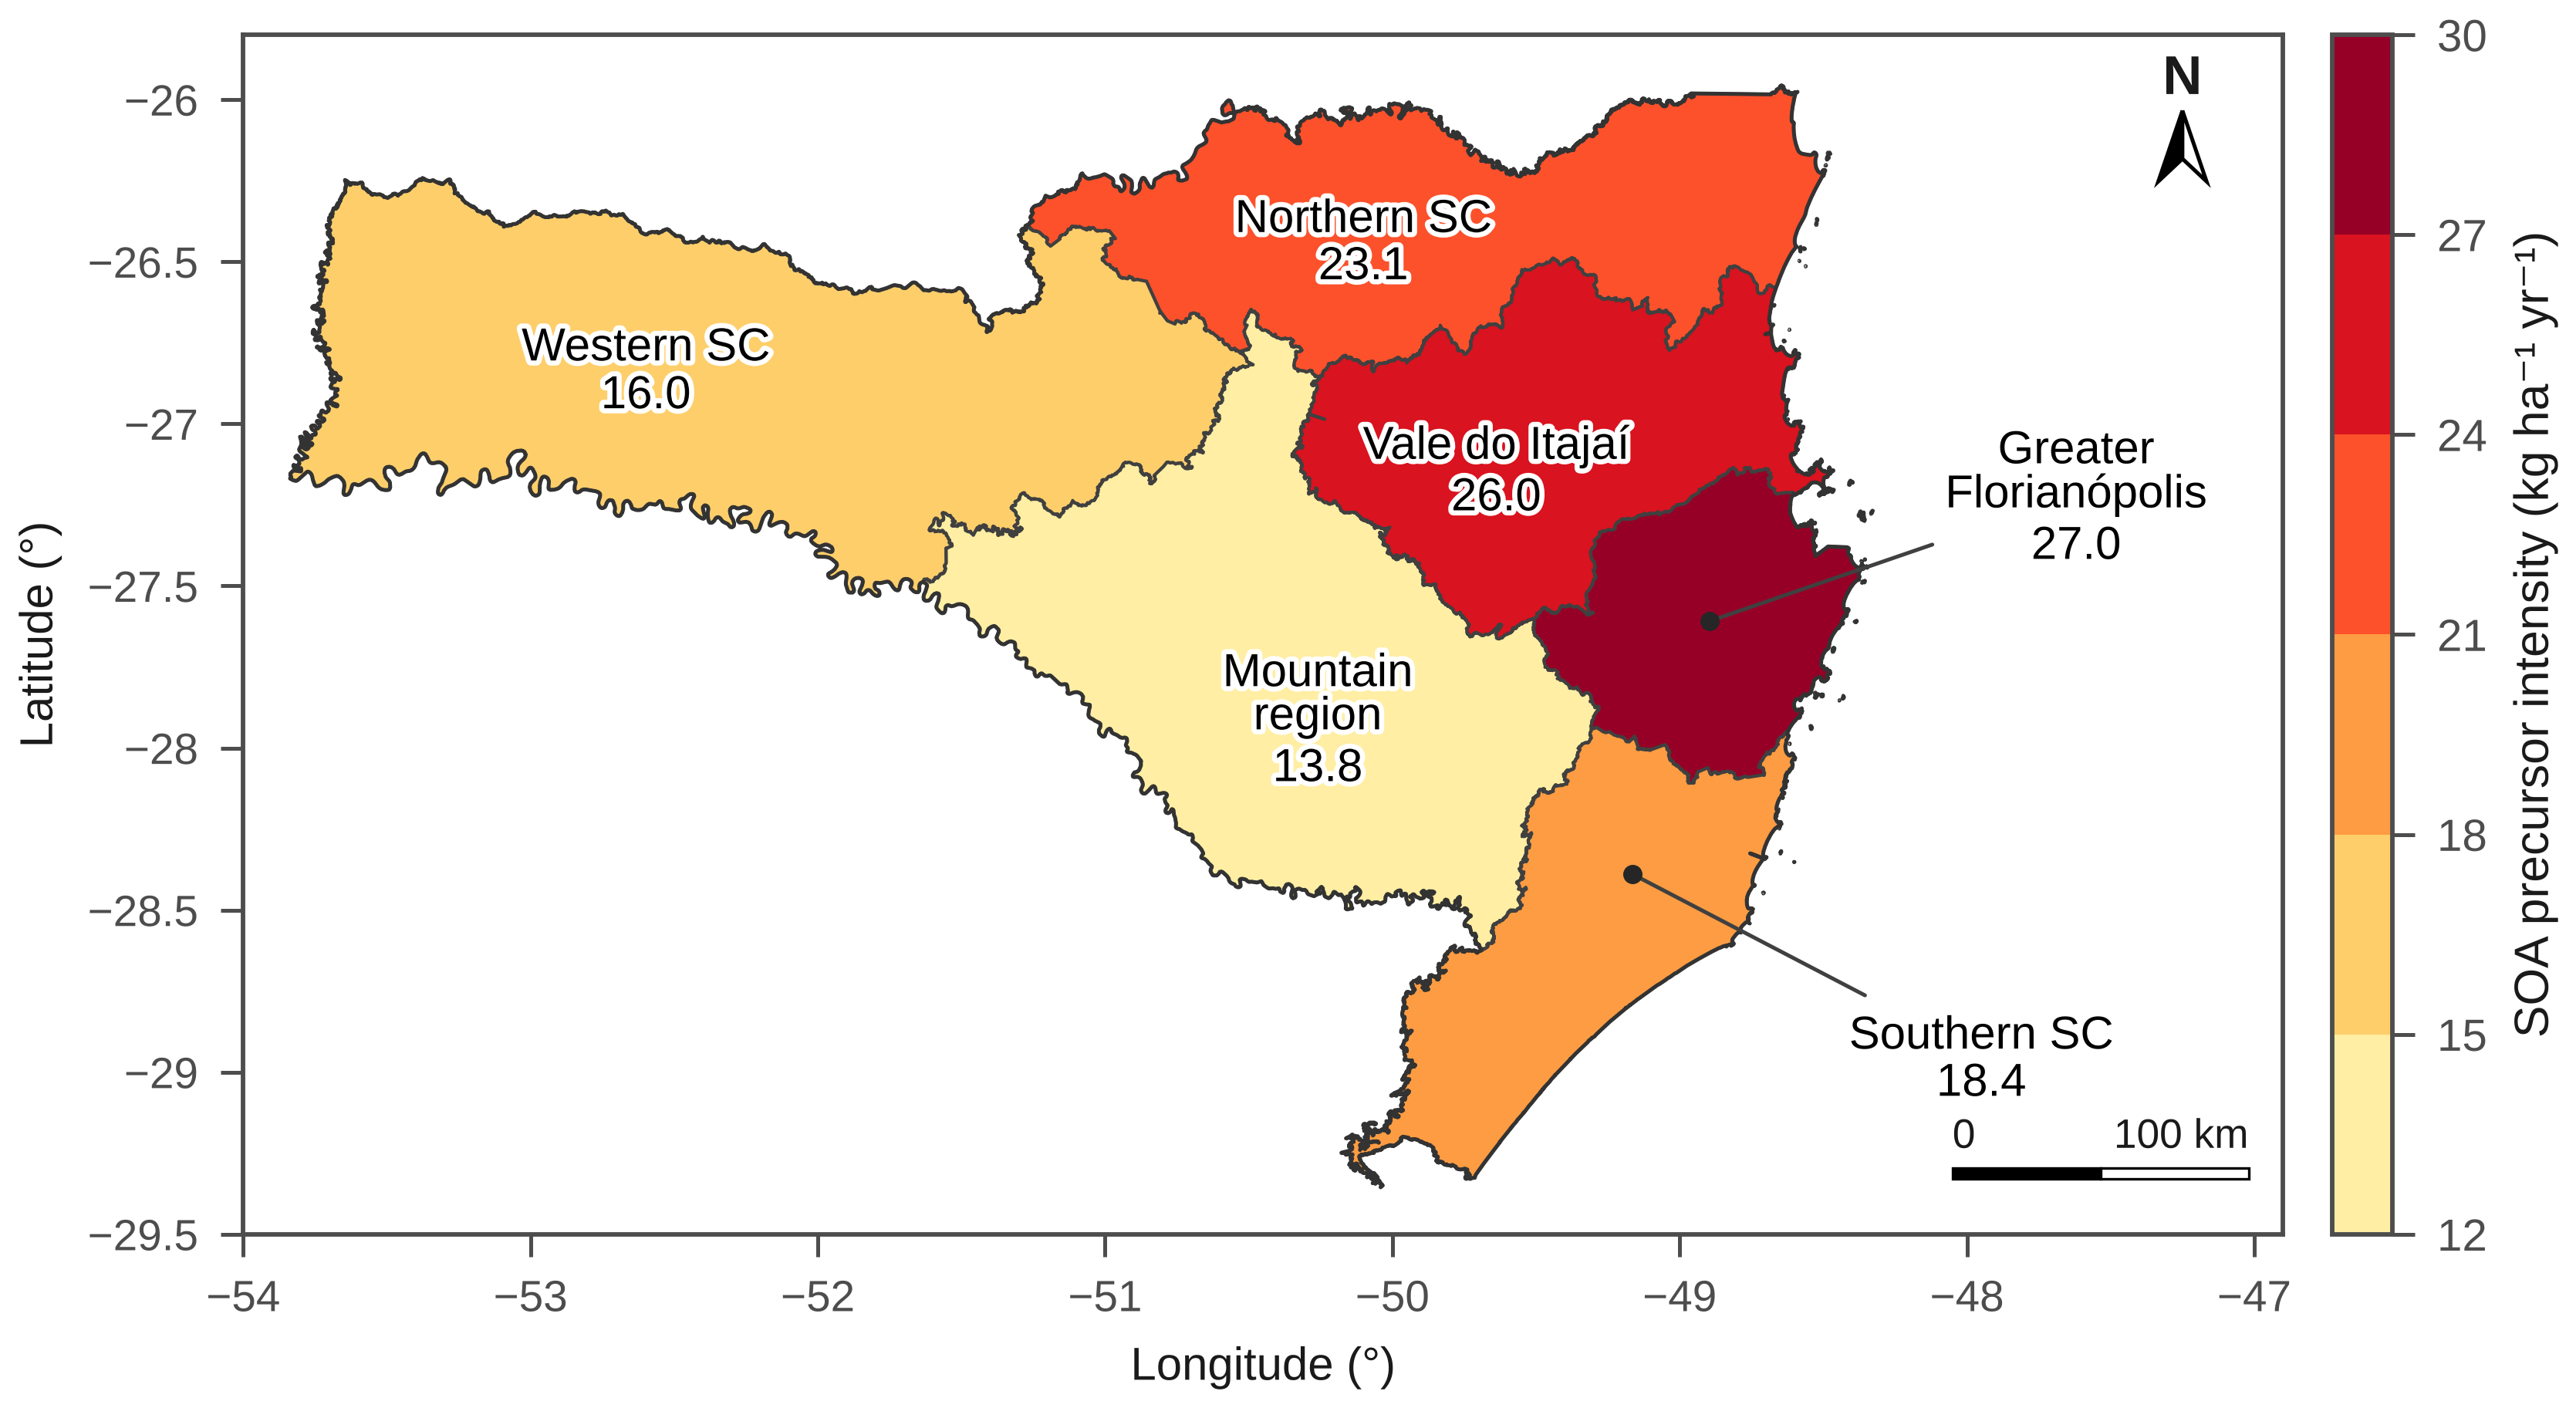 N
−26
−26.5
−27
−27.5
−28
−28.5
−29
−29.5
Latitude (°)
Northern SC
23.1
Western SC
16.0
Vale do Itajaí
26.0
Greater
Florianópolis
27.0
Mountain
region
13.8
Southern SC
18.4
0 100 km
−54 −53 −52 −51 −50 −49 −48 −47
Longitude (°)
30
27
24
21
18
15
12
SOA precursor intensity (kg ha⁻¹ yr⁻¹)